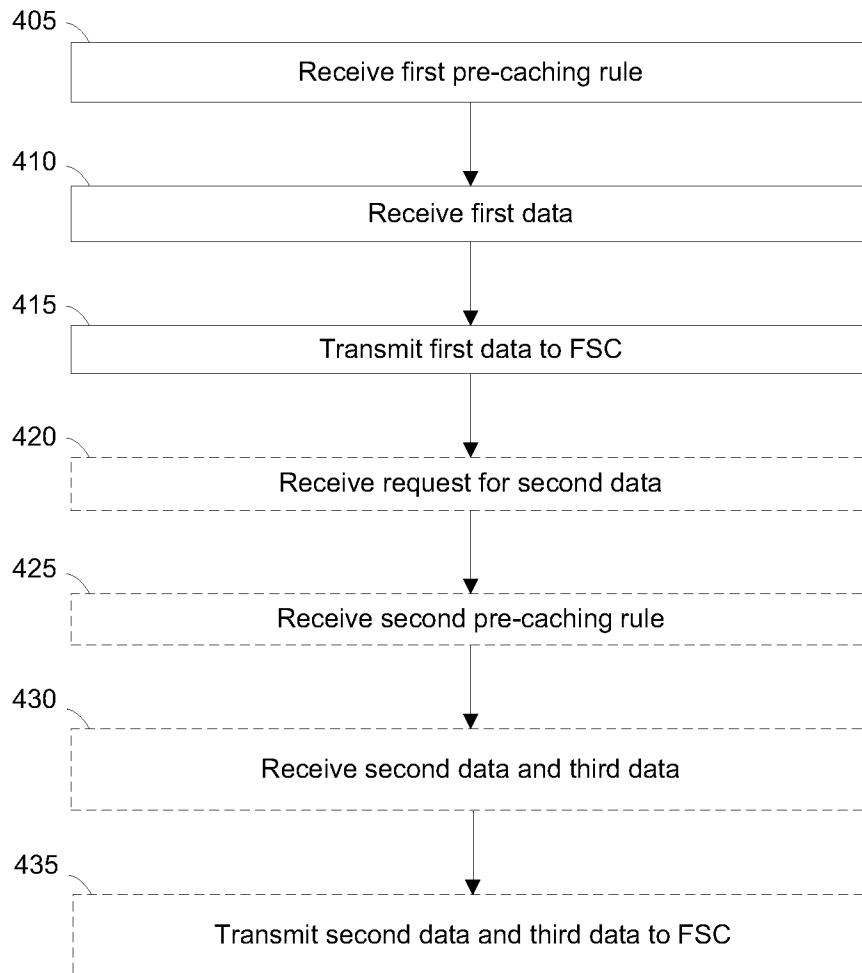 405
Receive first pre-caching rule
410
Receive first data
415
Transmit first data to FSC
420
Receive request for second data
425
Receive second pre-caching rule
430
Receive second data and third data
435
Transmit second data and third data to FSC